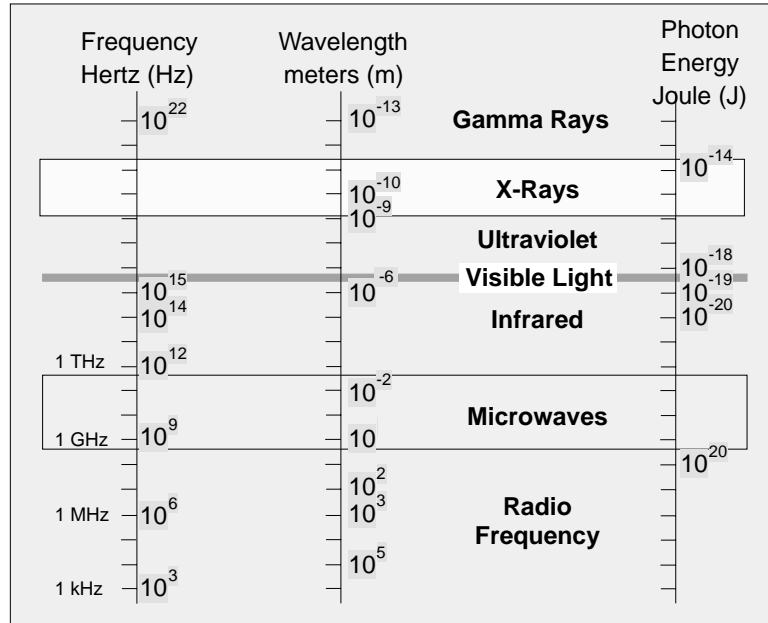 Frequency
Hertz (Hz)
Wavelength
meters (m)
Photon
Energy
Joule (J)
10^22
10^-13
Gamma Rays
10^-14
10^-10
X-Rays
10^-9
Ultraviolet
10^-18
Visible Light
10^15
10^-6
10^-19
10^14
Infrared
10^-20
1 THz
10^12
10^-2
Microwaves
1 GHz
10^9
10
10^20
10^2
1 MHz
10^6
10^3
Radio
Frequency
10^5
1 kHz
10^3